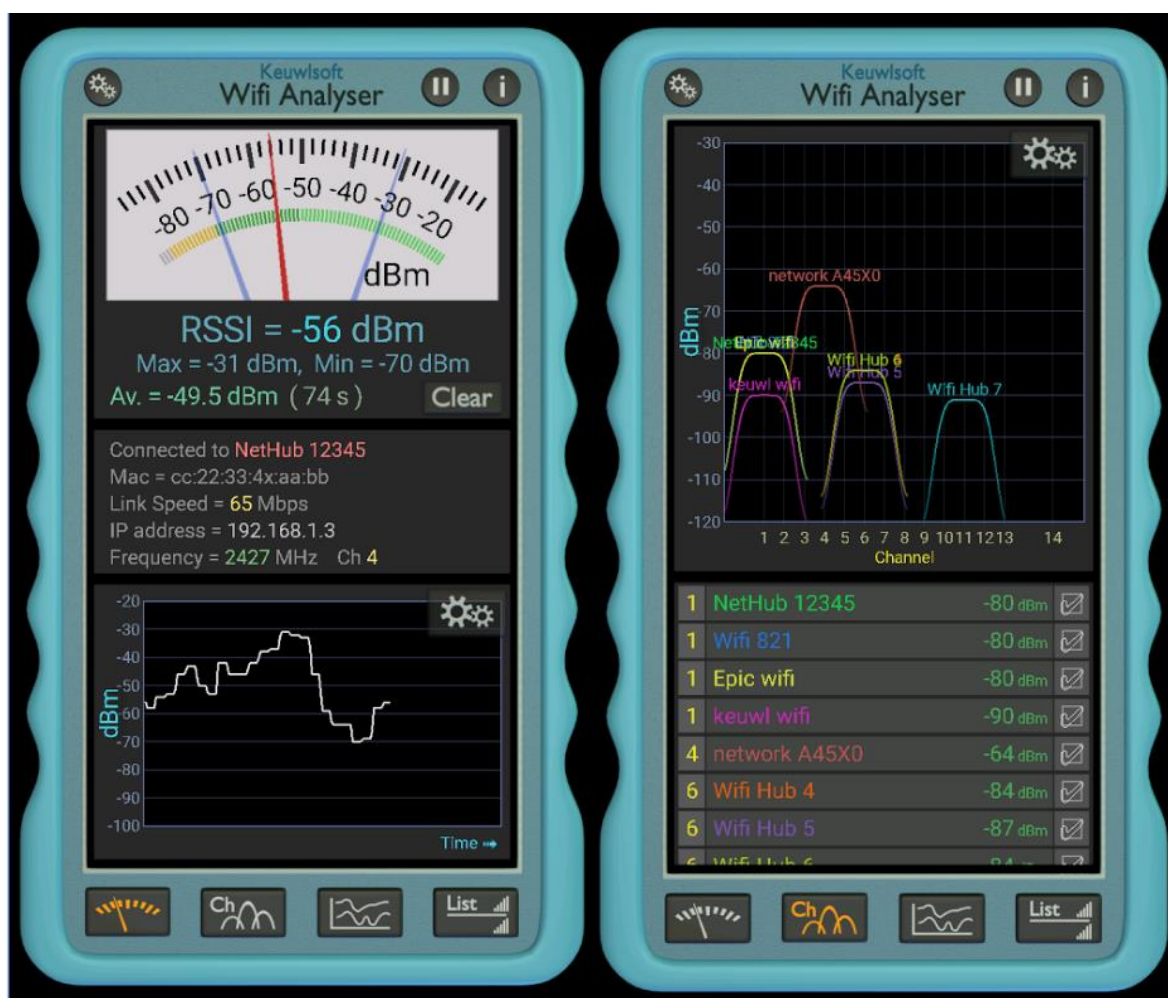 Keuwlsoft
Wifi Analyser
i
-80 -70 -60 -50 -40 -30 -20
dBm
RSSI = -56 dBm
Max = -31 dBm, Min = -70 dBm
Av. = -49.5 dBm ( 74 s )
Clear
Connected to NetHub 12345
Mac = cc:22:33:4x:aa:bb
Link Speed = 65 Mbps
IP address = 192.168.1.3
Frequency = 2427 MHz Ch 4
-20
-30
-40
-50
-60
-70
-80
-90
-100
dBm
Time
Ch
List
Keuwlsoft
Wifi Analyser
i
-30
-40
-50
-60
-70
-80
-90
-100
-110
-120
dBm
network A45X0
Epic wifi
keuwl wifi
Wifi Hub 6
Wifi Hub 5
Wifi Hub 7
1 2 3 4 5 6 7 8 9 10 11 12 13 14
Channel
1 NetHub 12345 -80 dBm
1 Wifi 821 -80 dBm
1 Epic wifi -80 dBm
1 keuwl wifi -90 dBm
4 network A45X0 -64 dBm
6 Wifi Hub 4 -84 dBm
6 Wifi Hub 5 -87 dBm
6 Wifi Hub 6 -84
Ch
List